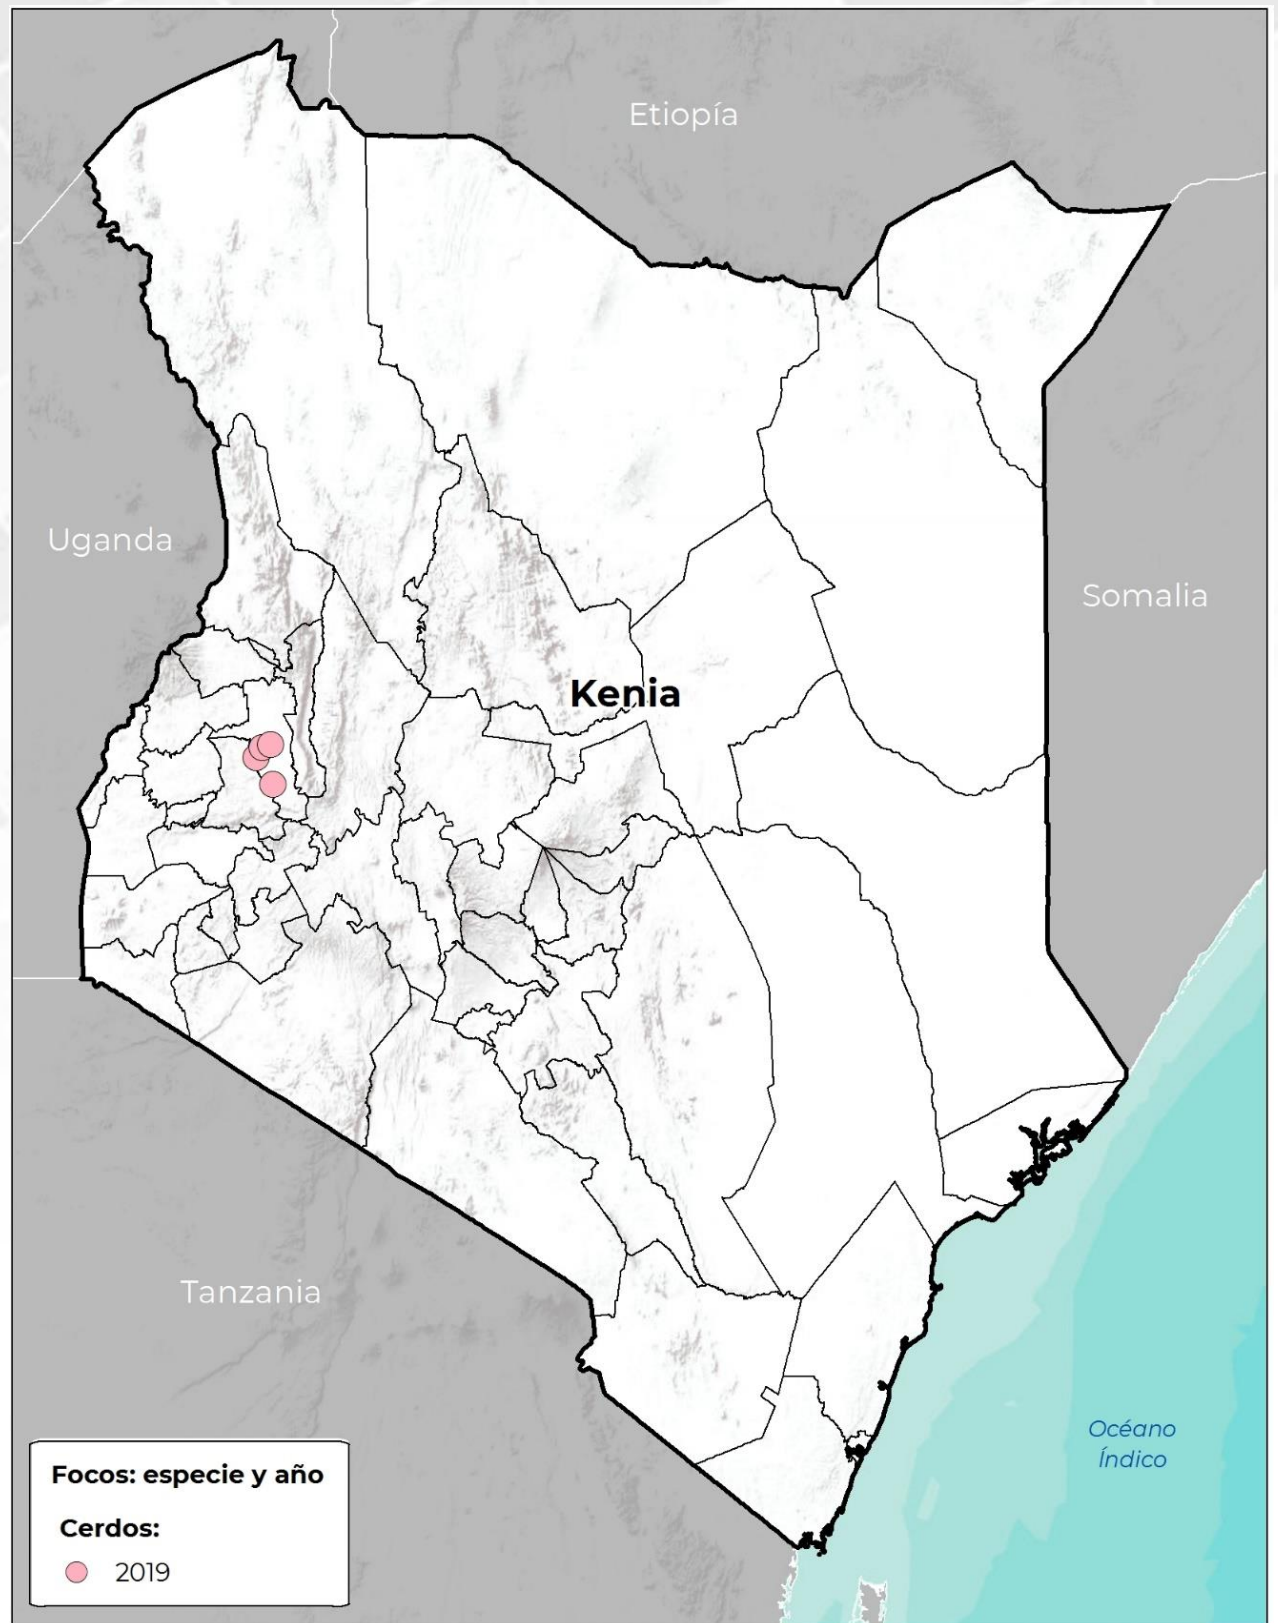 Etiopía
Uganda
Somalia
Kenia
Tanzania
Océano
Índico
Focos: especie y año
Cerdos:
2019